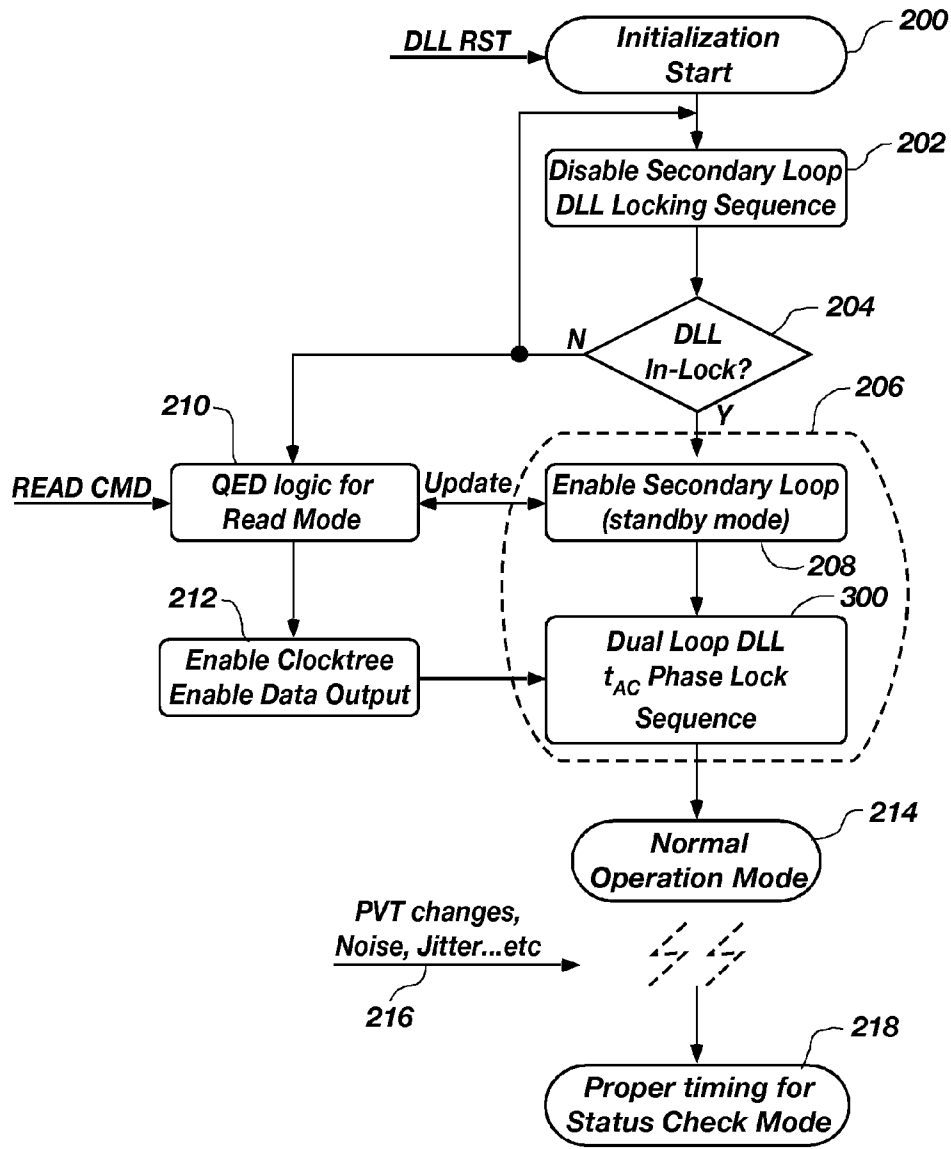 200
DLL RST
Initialization
Start
202
Disable Secondary Loop
DLL Locking Sequence
204
N
DLL
In-Lock?
Y
206
210
READ CMD
QED logic for
Read Mode
Update
Enable Secondary Loop
(standby mode)
208
212
300
Enable Clocktree
Enable Data Output
Dual Loop DLL
tAC Phase Lock
Sequence
214
Normal
Operation Mode
PVT changes,
Noise, Jitter...etc
216
218
Proper timing for
Status Check Mode